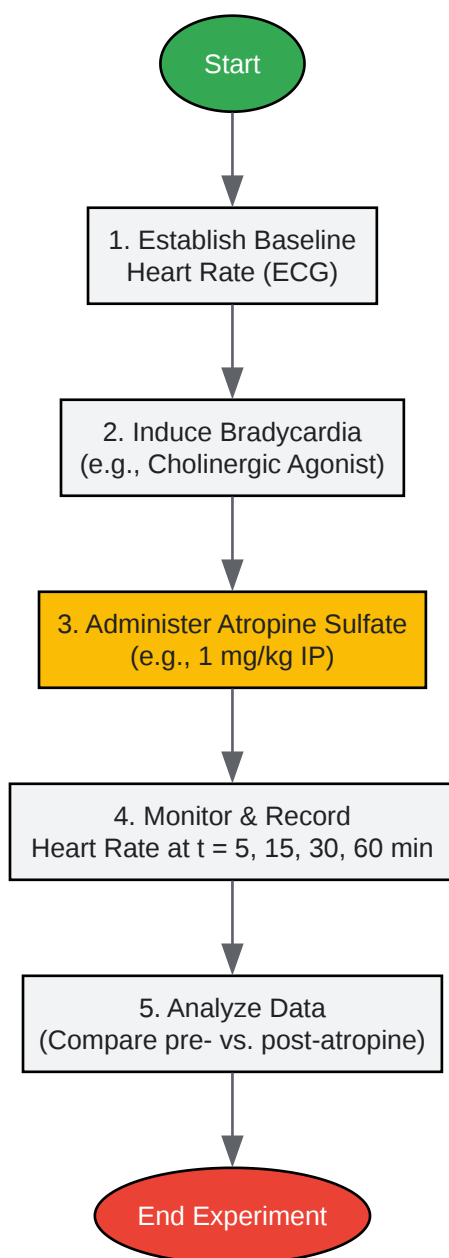 Start
1. Establish Baseline
Heart Rate (ECG)
2. Induce Bradycardia
(e.g., Cholinergic Agonist)
3. Administer Atropine Sulfate
(e.g., 1 mg/kg IP)
4. Monitor & Record
Heart Rate at t = 5, 15, 30, 60 min
5. Analyze Data
(Compare pre- vs. post-atropine)
End Experiment